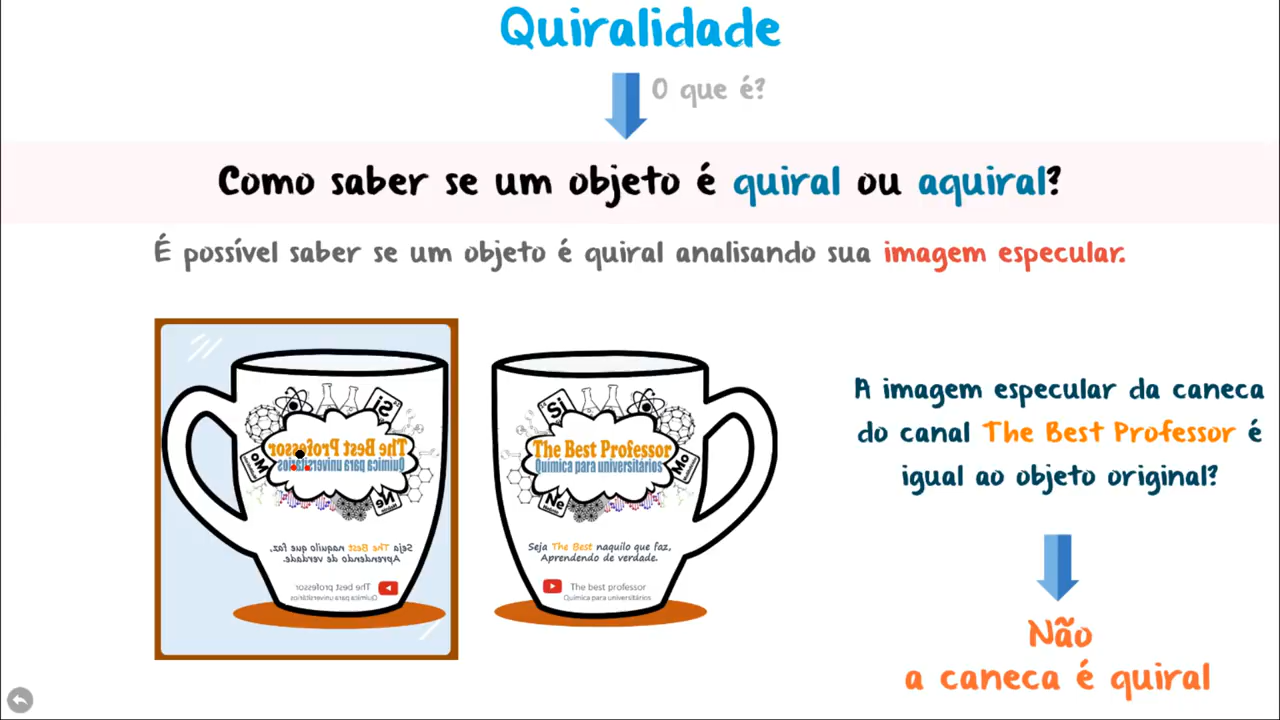 Quiralidade
O que é?
Como saber se um objeto é quiral ou aquiral?
É possível saber se um objeto é quiral analisando sua imagem especular.
Si
The Best Professor
Química para universitários
Mo
Ne
Seja The Best naquilo que faz,
Aprendendo de verdade.
The best professor
Química para universitários
Si
The Best Professor
Química para universitários
Mo
Ne
Seja The Best naquilo que faz,
Aprendendo de verdade.
The best professor
Química para universitários
A imagem especular da caneca
do canal The Best Professor é
igual ao objeto original?
Não
a caneca é quiral